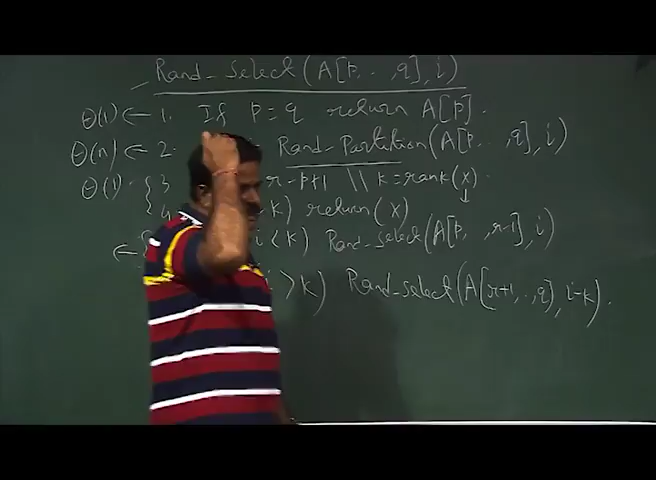 Rand-Select(A[p, .. , q], i)
Θ(1) ← 1. If p = q return A[p].
Θ(n) ← 2. Rand-Partition(A[p, .. , q], i)
Θ(1) { 3 r-p+1 // k = rank(x).
4 k) return (x)
← { i < k) Rand-select(A[p, , r-1], i)
i > k) Rand-select(A[r+1, .. , q], i-k).